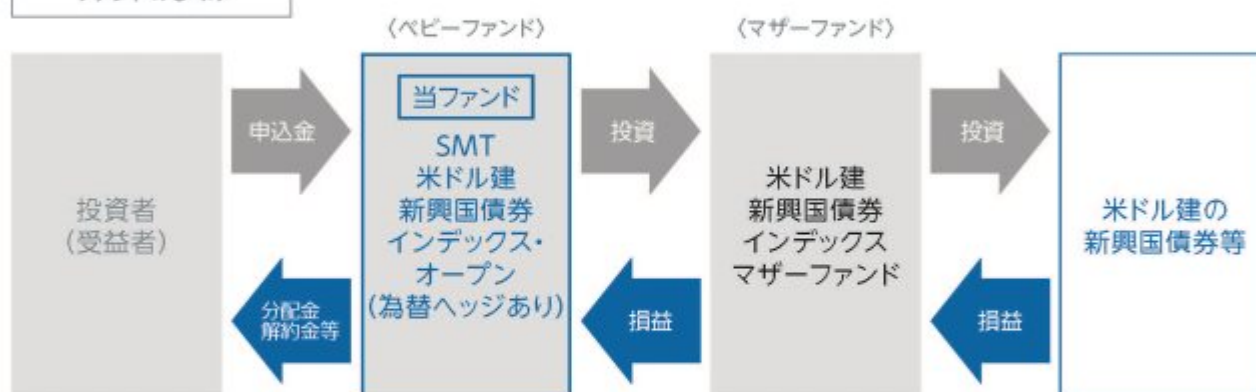 〈ベビーファンド〉
〈マザーファンド〉
投資者
(受益者)
申込金
分配金
解約金等
当ファンド
SMT
米ドル建
新興国債券
インデックス・
オープン
(為替ヘッジあり)
投資
損益
米ドル建
新興国債券
インデックス
マザーファンド
投資
損益
米ドル建の
新興国債券等